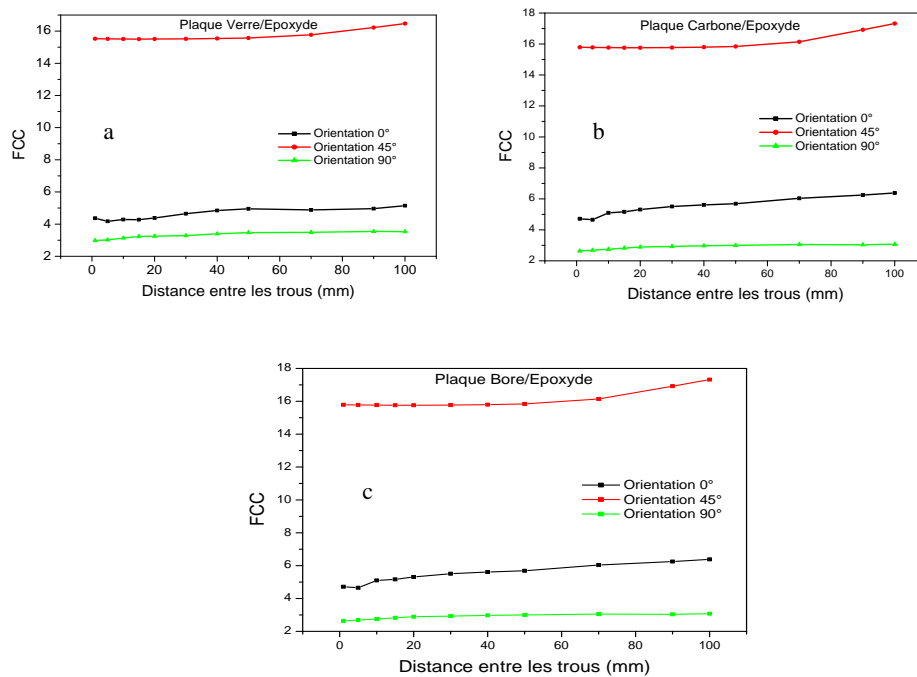 Plaque Verre/Epoxyde
16
14
12
10
8
6
4
2
FCC
a
Orientation 0°
Orientation 45°
Orientation 90°
0
20
40
60
80
100
Distance entre les trous (mm)
Plaque Carbone/Epoxyde
18
16
14
12
10
8
6
4
2
FCC
b
Orientation 0°
Orientation 45°
Orientation 90°
0
20
40
60
80
100
Distance entre les trous (mm)
Plaque Bore/Epoxyde
18
16
14
12
10
8
6
4
2
FCC
c
Orientation 0°
Orientation 45°
Orientation 90°
0
20
40
60
80
100
Distance entre les trous (mm)